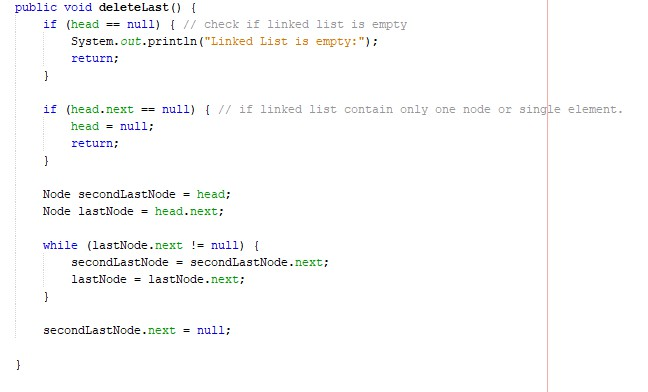 public void deleteLast() {
    if (head == null) { // check if linked list is empty
        System.out.println("Linked List is empty:");
        return;
    }
    if (head.next == null) { // if linked list contain only one node or single element.
        head = null;
        return;
    }
    Node secondLastNode = head;
    Node lastNode = head.next;
    while (lastNode.next != null) {
        secondLastNode = secondLastNode.next;
        lastNode = lastNode.next;
    }
    secondLastNode.next = null;
}